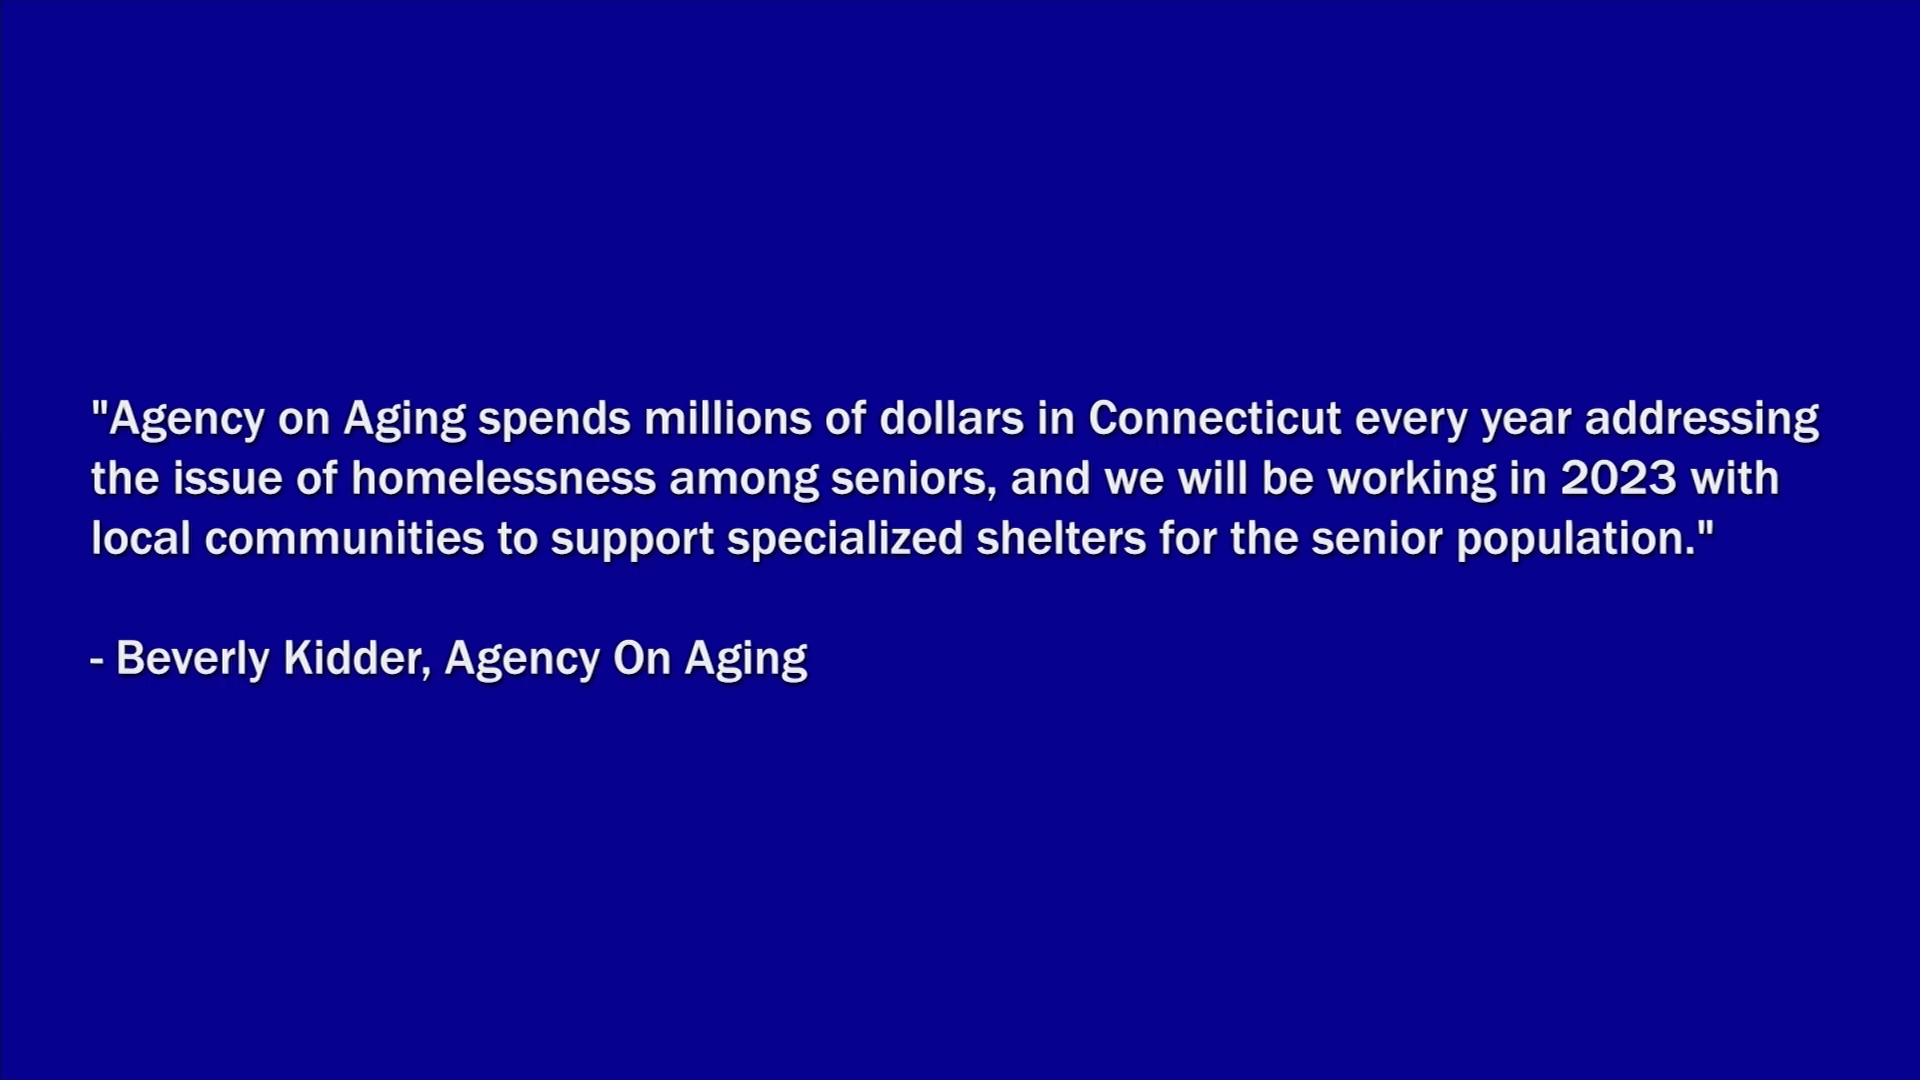 "Agency on Aging spends millions of dollars in Connecticut every year addressing
the issue of homelessness among seniors, and we will be working in 2023 with
local communities to support specialized shelters for the senior population."
- Beverly Kidder, Agency On Aging